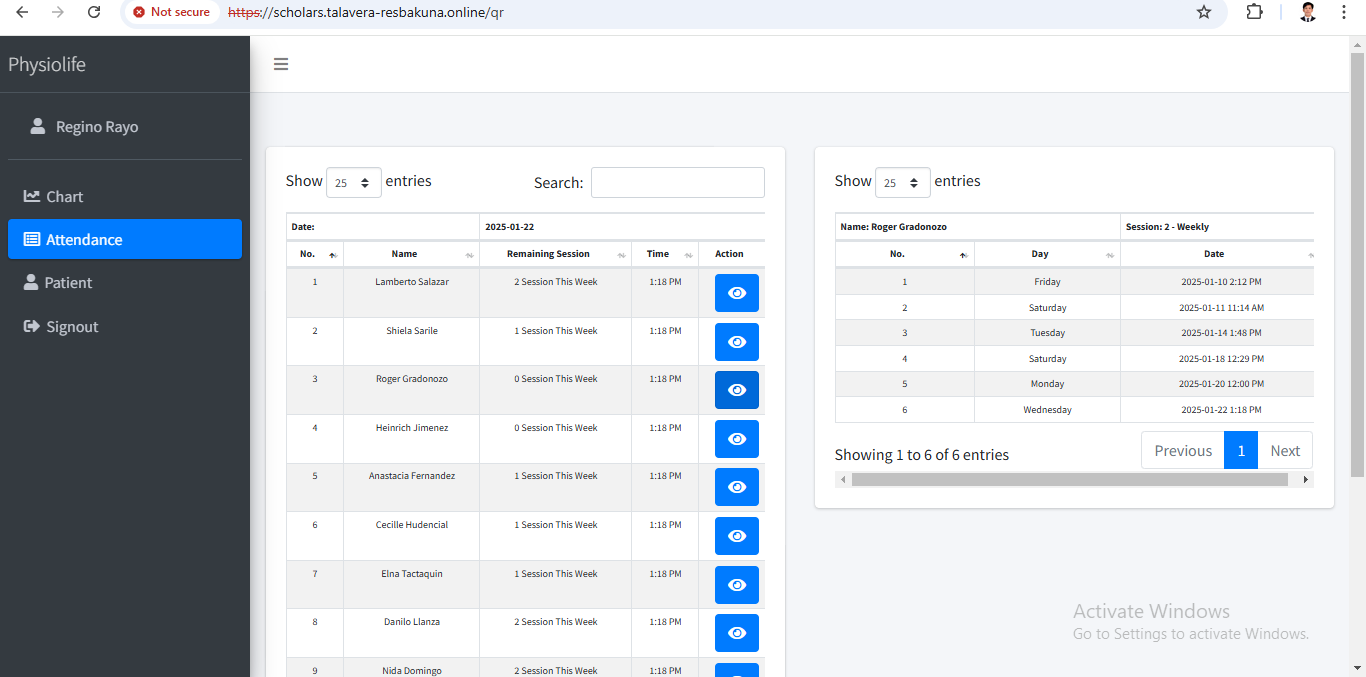 Not secure https://scholars.talavera-resbakuna.online/qr
Physiolife
Regino Rayo
Chart
Attendance
Patient
Signout
Show 25 entries Search:
Date: 2025-01-22
No. Name Remaining Session Time Action
1 Lamberto Salazar 2 Session This Week 1:18 PM
2 Shiela Sarile 1 Session This Week 1:18 PM
3 Roger Gradonozo 0 Session This Week 1:18 PM
4 Heinrich Jimenez 0 Session This Week 1:18 PM
5 Anastacia Fernandez 1 Session This Week 1:18 PM
6 Cecille Hudencial 1 Session This Week 1:18 PM
7 Elna Tactaquin 1 Session This Week 1:18 PM
8 Danilo Llanza 2 Session This Week 1:18 PM
9 Nida Domingo 2 Session This Week 1:18 PM
Show 25 entries
Name: Roger Gradonozo Session: 2 - Weekly
No. Day Date
1 Friday 2025-01-10 2:12 PM
2 Saturday 2025-01-11 11:14 AM
3 Tuesday 2025-01-14 1:48 PM
4 Saturday 2025-01-18 12:29 PM
5 Monday 2025-01-20 12:00 PM
6 Wednesday 2025-01-22 1:18 PM
Showing 1 to 6 of 6 entries Previous 1 Next
Activate Windows
Go to Settings to activate Windows.